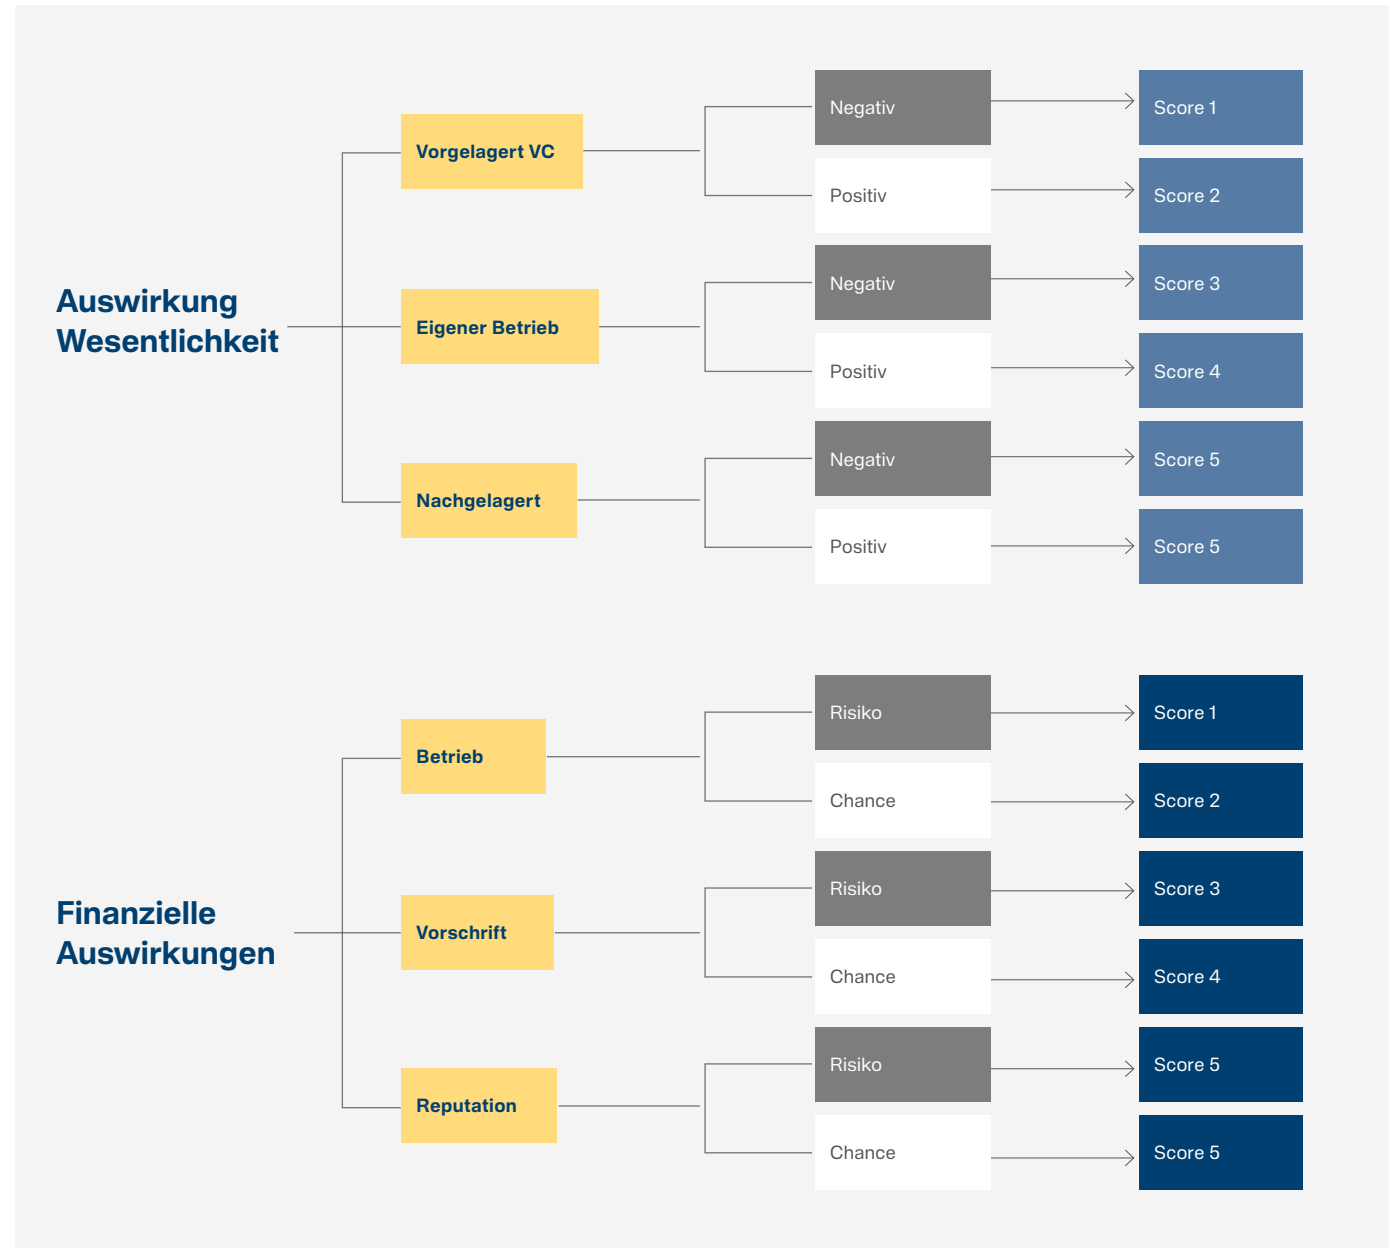 Vorgelagert VC
Negativ
Score 1
Positiv
Score 2
Auswirkung
Wesentlichkeit
Eigener Betrieb
Negativ
Score 3
Positiv
Score 4
Nachgelagert
Negativ
Score 5
Positiv
Score 5
Betrieb
Risiko
Score 1
Chance
Score 2
Finanzielle
Auswirkungen
Vorschrift
Risiko
Score 3
Chance
Score 4
Reputation
Risiko
Score 5
Chance
Score 5